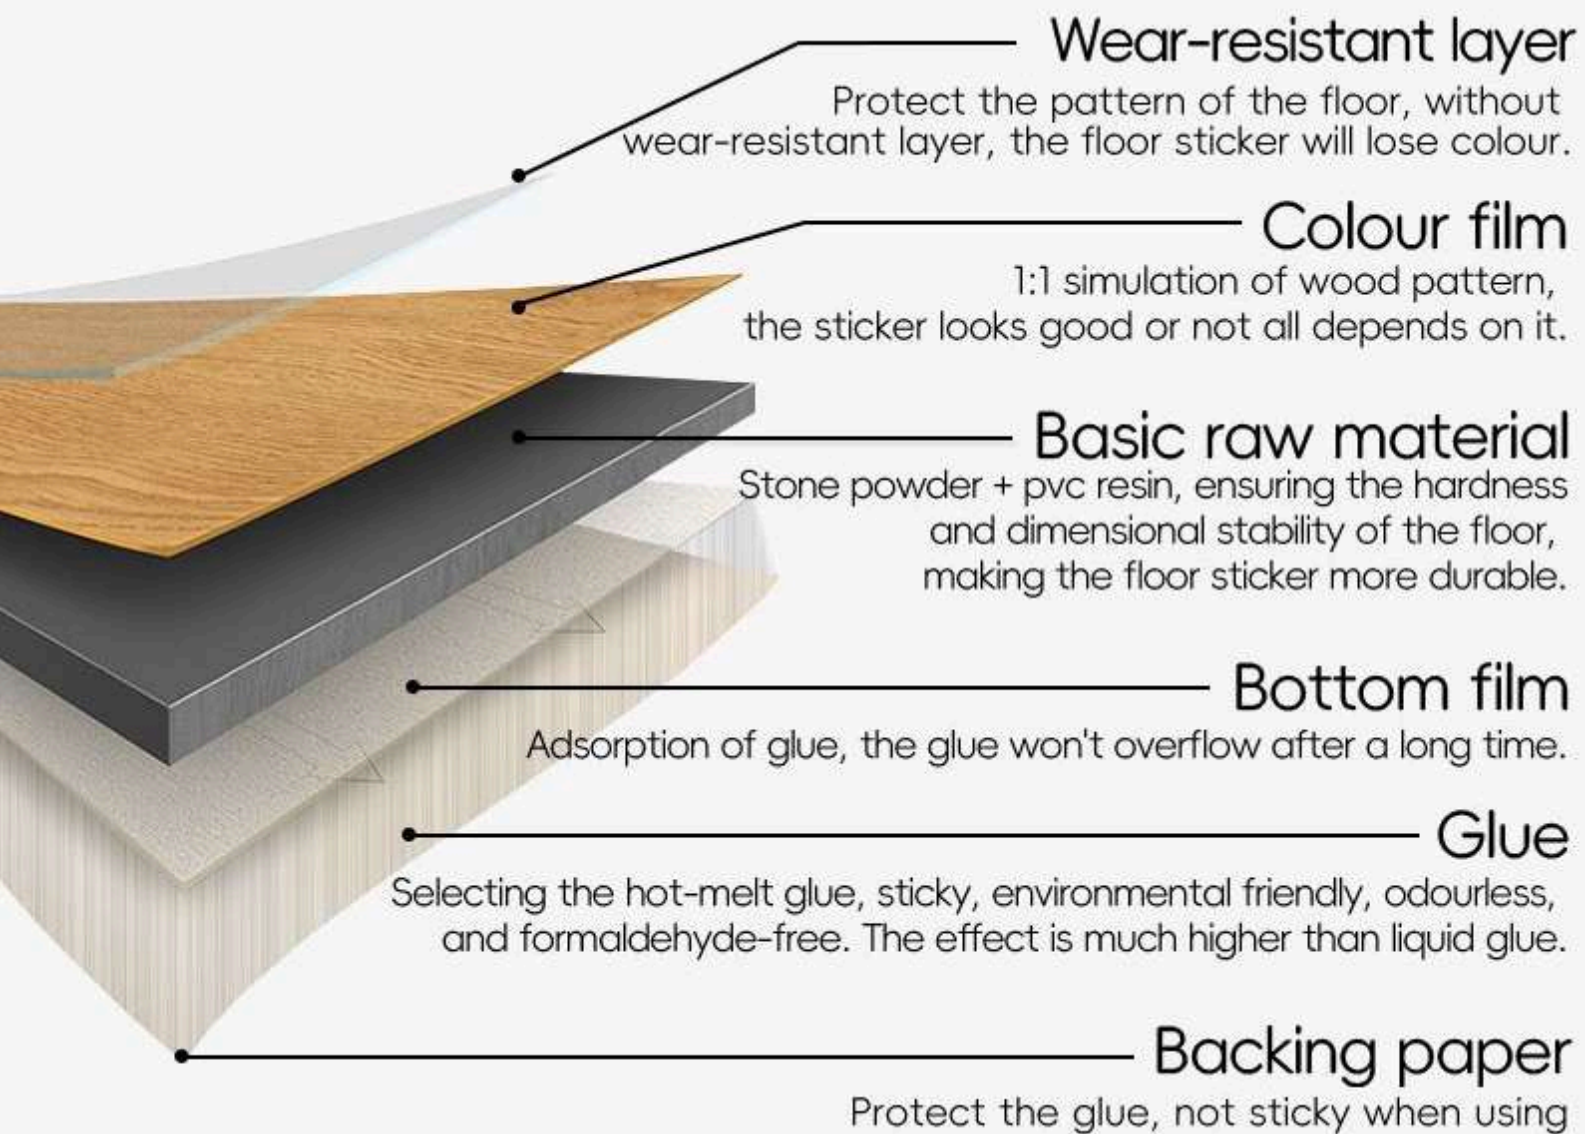 Wear-resistant layer
Protect the pattern of the floor, without
wear-resistant layer, the floor sticker will lose colour.
Colour film
1:1 simulation of wood pattern,
the sticker looks good or not all depends on it.
Basic raw material
Stone powder + pvc resin, ensuring the hardness
and dimensional stability of the floor,
making the floor sticker more durable.
Bottom film
Adsorption of glue, the glue won't overflow after a long time.
Glue
Selecting the hot-melt glue, sticky, environmental friendly, odourless,
and formaldehyde-free. The effect is much higher than liquid glue.
Backing paper
Protect the glue, not sticky when using